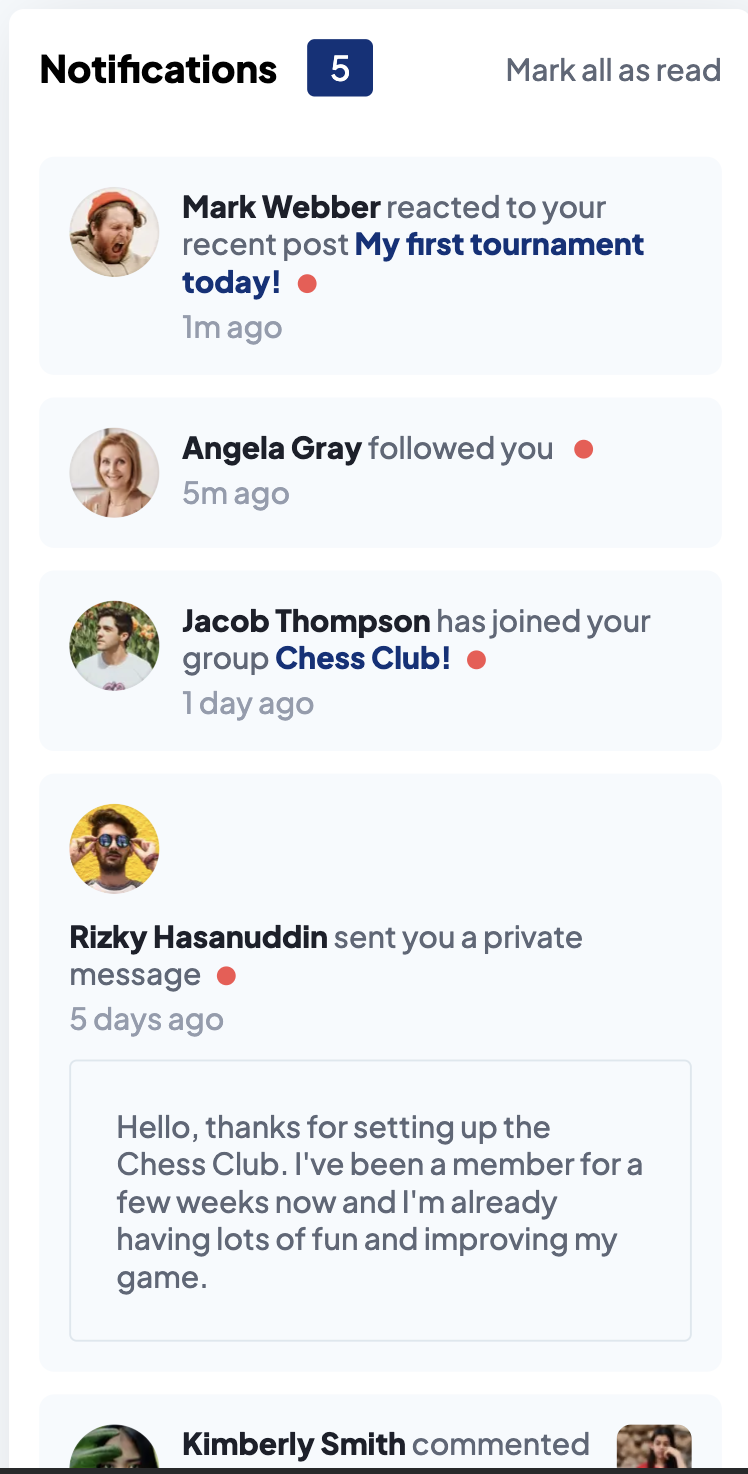 Notifications 5 Mark all as read
Mark Webber reacted to your
recent post My first tournament
today!
1m ago
Angela Gray followed you
5m ago
Jacob Thompson has joined your
group Chess Club!
1 day ago
Rizky Hasanuddin sent you a private
message
5 days ago
Hello, thanks for setting up the
Chess Club. I've been a member for a
few weeks now and I'm already
having lots of fun and improving my
game.
Kimberly Smith commented